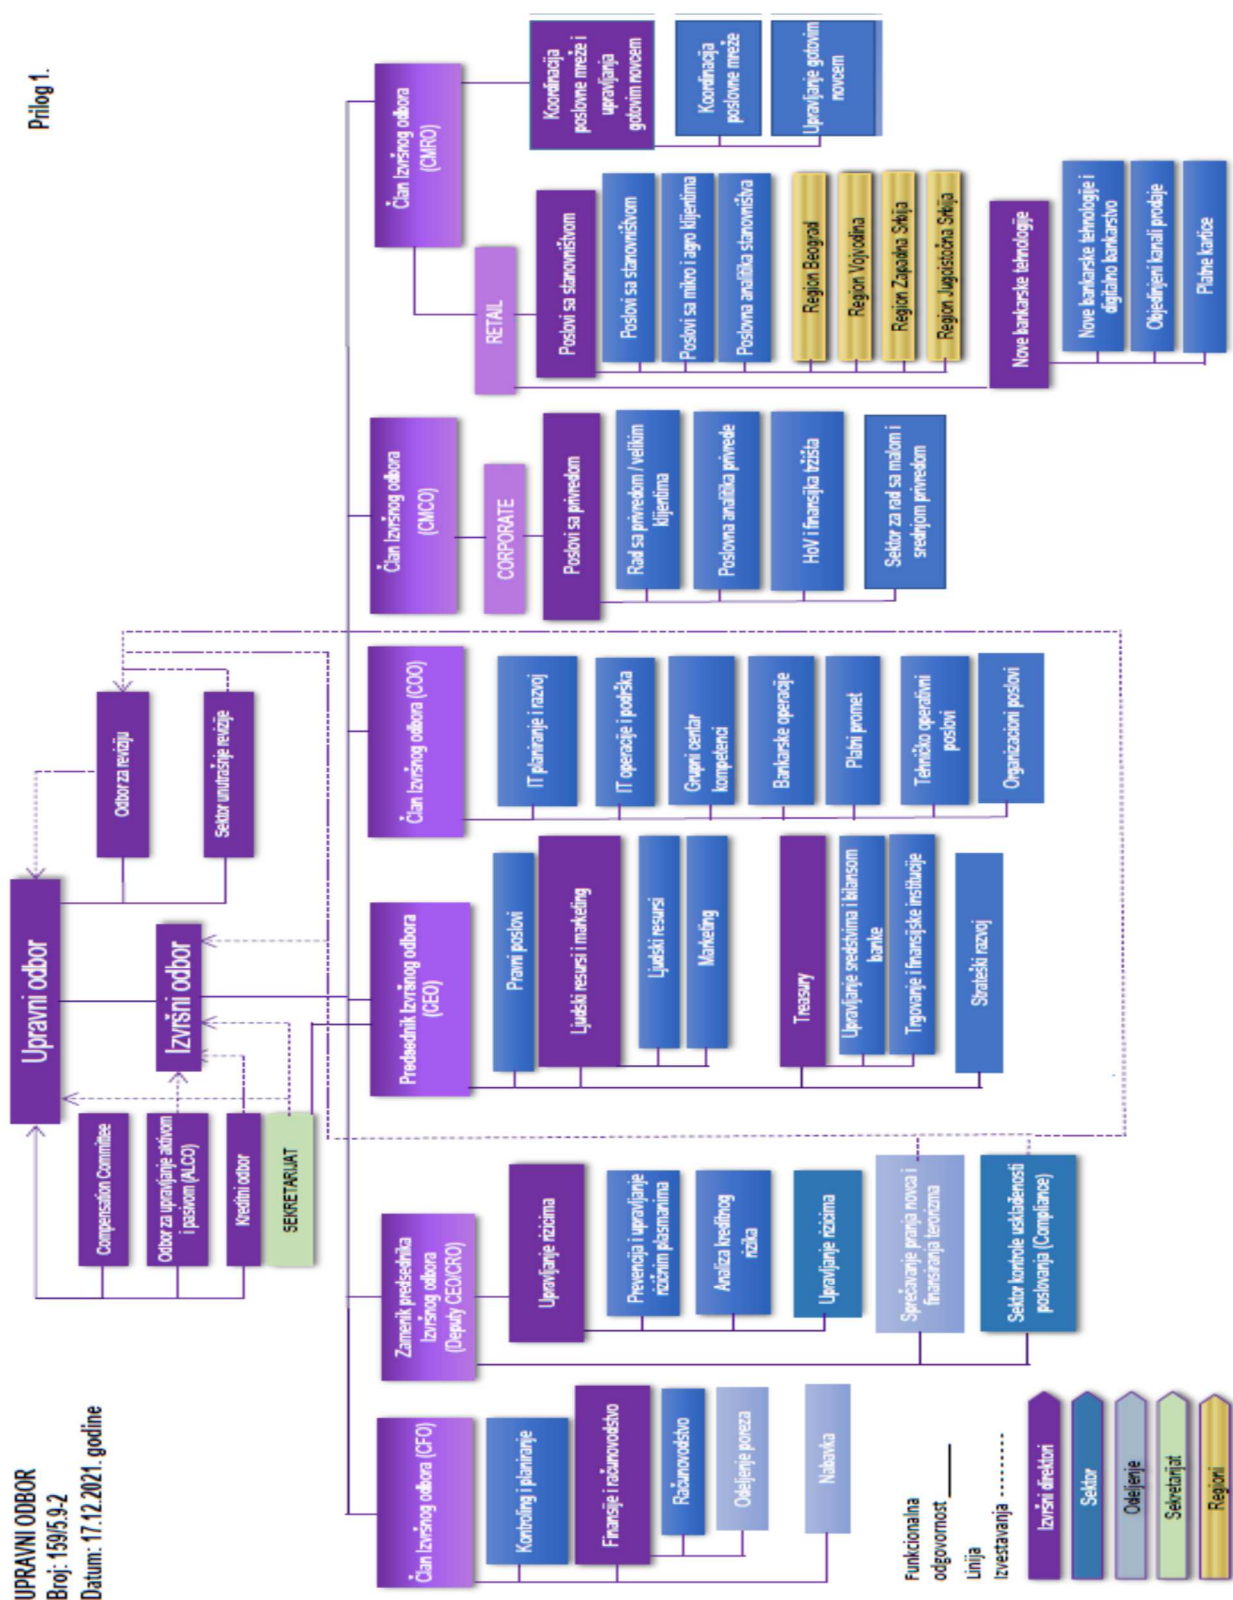 UPRAVNI ODBOR
Broj: 159/5.9-2
Datum: 17.12.2021. godine
Prilog 1.
Upravni odbor
Compensation Committee
Odbor za upravljanje aktivom
i pasivom (ALCO)
Kreditni odbor
SEKRETARIJAT
Izvršni odbor
Odbor za reviziju
Sektor unutrašnje revizije
Član Izvršnog odbora (CFO)
Kontroling i planiranje
Finansije i računovodstvo
Računovodstvo
Odeljenje poreza
Nabavka
Zamenik predsednika
Izvršnog odbora
(Deputy CEO/CRO)
Upravljanje rizicima
Prevencija i upravljanje
rizičnim plasmanima
Analiza kreditnog
rizika
Upravljanje rizicima
Sprečavanje pranja novca i
finansiranja terorizma
Sektor kontrole usklađenosti
poslovanja (Compliance)
Predsednik Izvršnog odbora
(CEO)
Pravni poslovi
Ljudski resursi i marketing
Ljudski resursi
Marketing
Treasury
Upravljanje sredstvima i bilansom
banke
Trgovanje i finansijske institucije
Strateški razvoj
Član Izvršnog odbora (COO)
IT planiranje i razvoj
IT operacije i podrška
Grupni centar
kompetenci
Bankarske operacije
Platni promet
Tehničko operativni
poslovi
Organizacioni poslovi
Član Izvršnog odbora
(CMCO)
CORPORATE
Poslovi sa privredom
Rad sa privredom / velikim
klijentima
Poslovna analitika privrede
HoV i finansijka tržišta
Sektor za rad sa malom i
srednjom privredom
Član Izvršnog odbora
(CMRO)
RETAIL
Poslovi sa stanovništvom
Poslovi sa stanovništvom
Poslovi sa mikro i agro klijentima
Poslovna analitika stanovništva
Region Beograd
Region Vojvodina
Region Zapadna Srbija
Region Jugoistočna Srbija
Nove bankarske tehnologije
Nove bankarske tehnologije i
digitalno bankarstvo
Objedinjeni kanali prodaje
Platne kartice
Koordinacija
poslovne mreže i
upravljanja
gotovim novcem
Koordinacija
poslovne mreže
Upravljanje gotovim
novcem
Funkcionalna
odgovornost
Linija
Izvestavanja
Izvršni direktori
Sektor
Odeljenje
Sekretarijat
Regioni